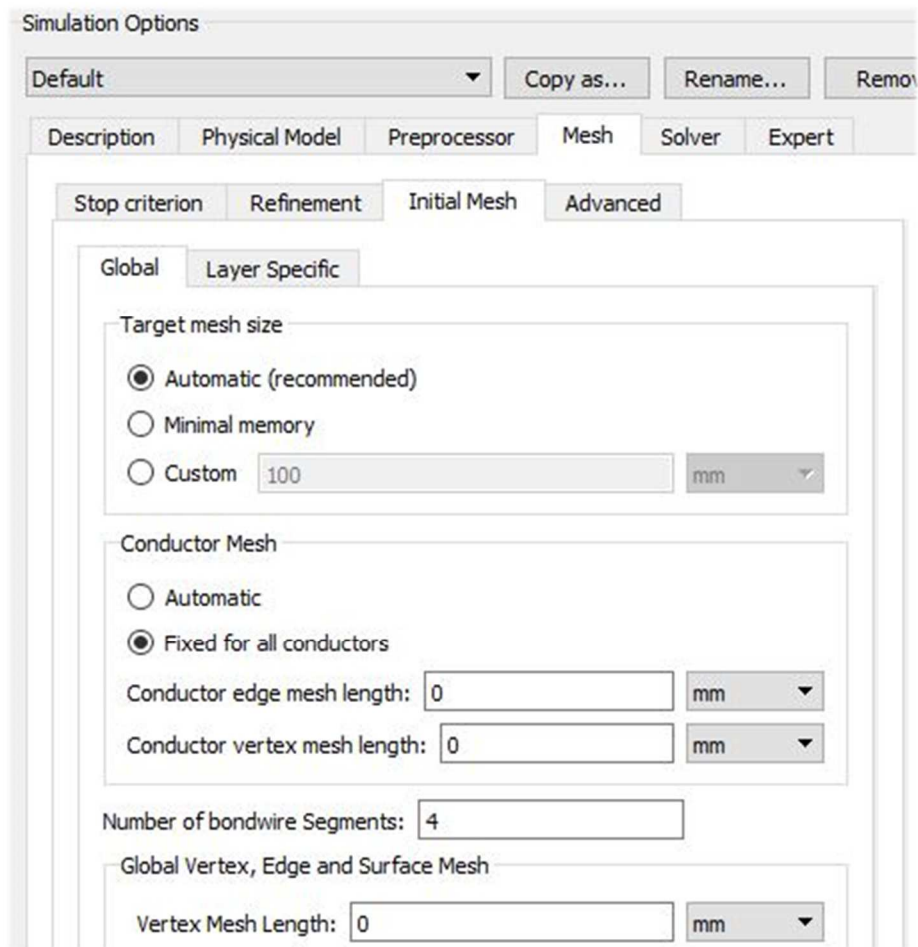 Simulation Options
Default Copy as... Rename... Remov
Description Physical Model Preprocessor Mesh Solver Expert
Stop criterion Refinement Initial Mesh Advanced
Global Layer Specific
Target mesh size
Automatic (recommended)
Minimal memory
Custom 100 mm
Conductor Mesh
Automatic
Fixed for all conductors
Conductor edge mesh length: 0 mm
Conductor vertex mesh length: 0 mm
Number of bondwire Segments: 4
Global Vertex, Edge and Surface Mesh
Vertex Mesh Length: 0 mm